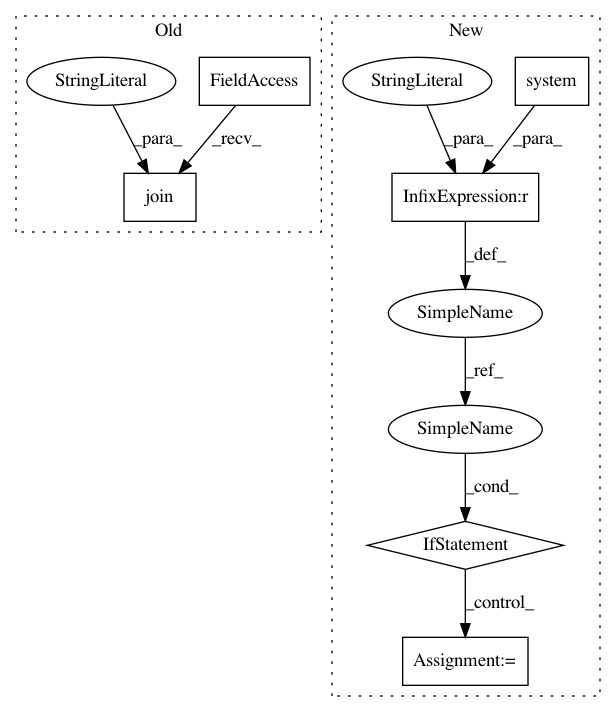 Old
New
StringLiteral
FieldAccess
StringLiteral
system
_para_
_recv_
_para_
_para_
join
InfixExpression:r
_def_
SimpleName
_ref_
SimpleName
_cond_
IfStatement
_control_
Assignment:=